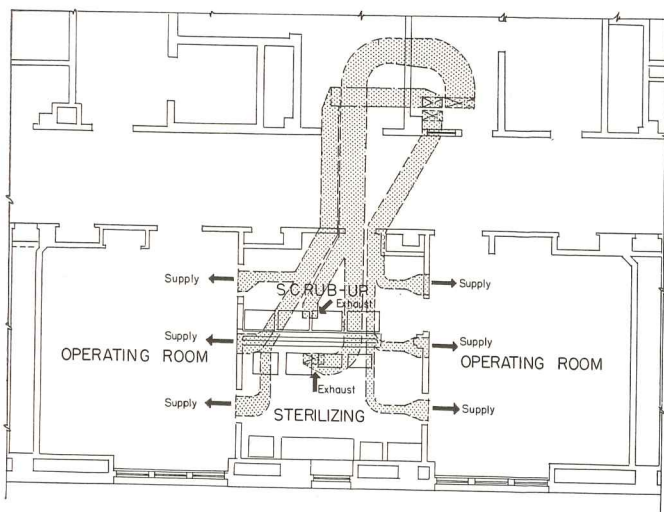 Supply
Supply
SCRUB-UP
Exhaust
Supply
Supply
OPERATING ROOM
OPERATING ROOM
Exhaust
Supply
Supply
STERILIZING